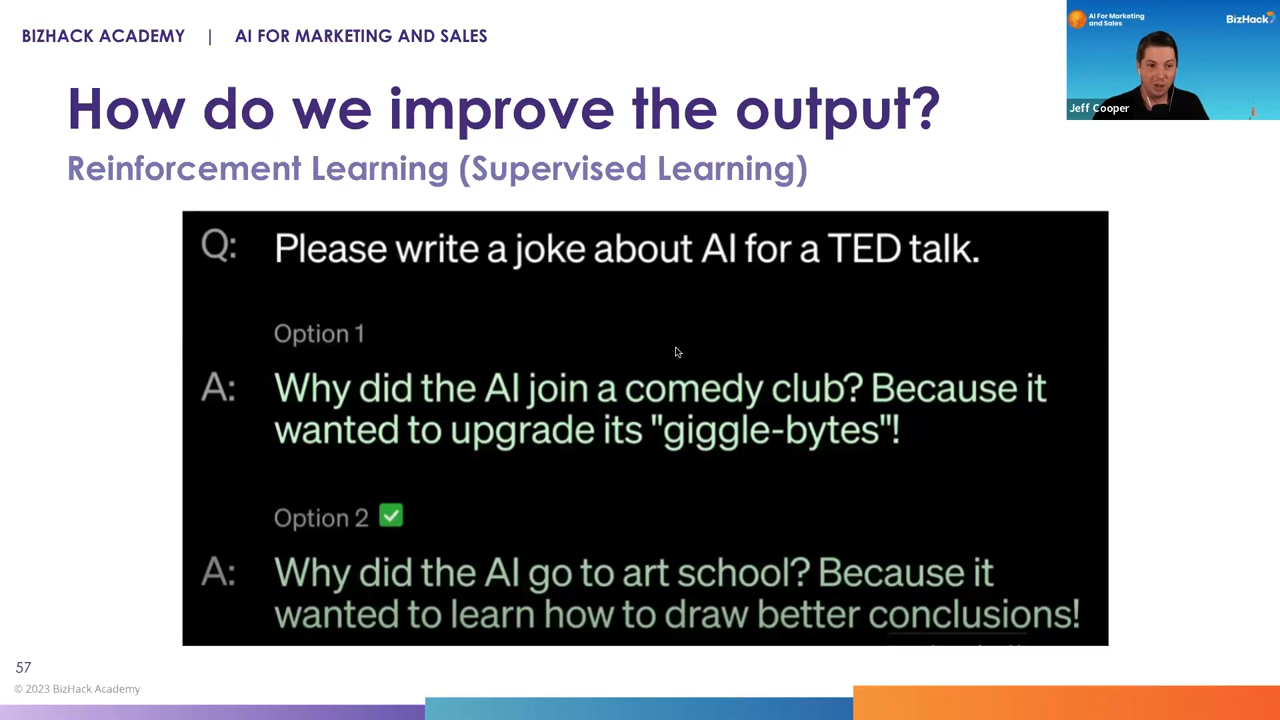 BIZHACK ACADEMY | AI FOR MARKETING AND SALES
AI For Marketing
and Sales
BizHack
Jeff Cooper
How do we improve the output?
Reinforcement Learning (Supervised Learning)
Q: Please write a joke about AI for a TED talk.
Option 1
A: Why did the AI join a comedy club? Because it
wanted to upgrade its "giggle-bytes"!
Option 2 ✅
A: Why did the AI go to art school? Because it
wanted to learn how to draw better conclusions!
57
© 2023 BizHack Academy